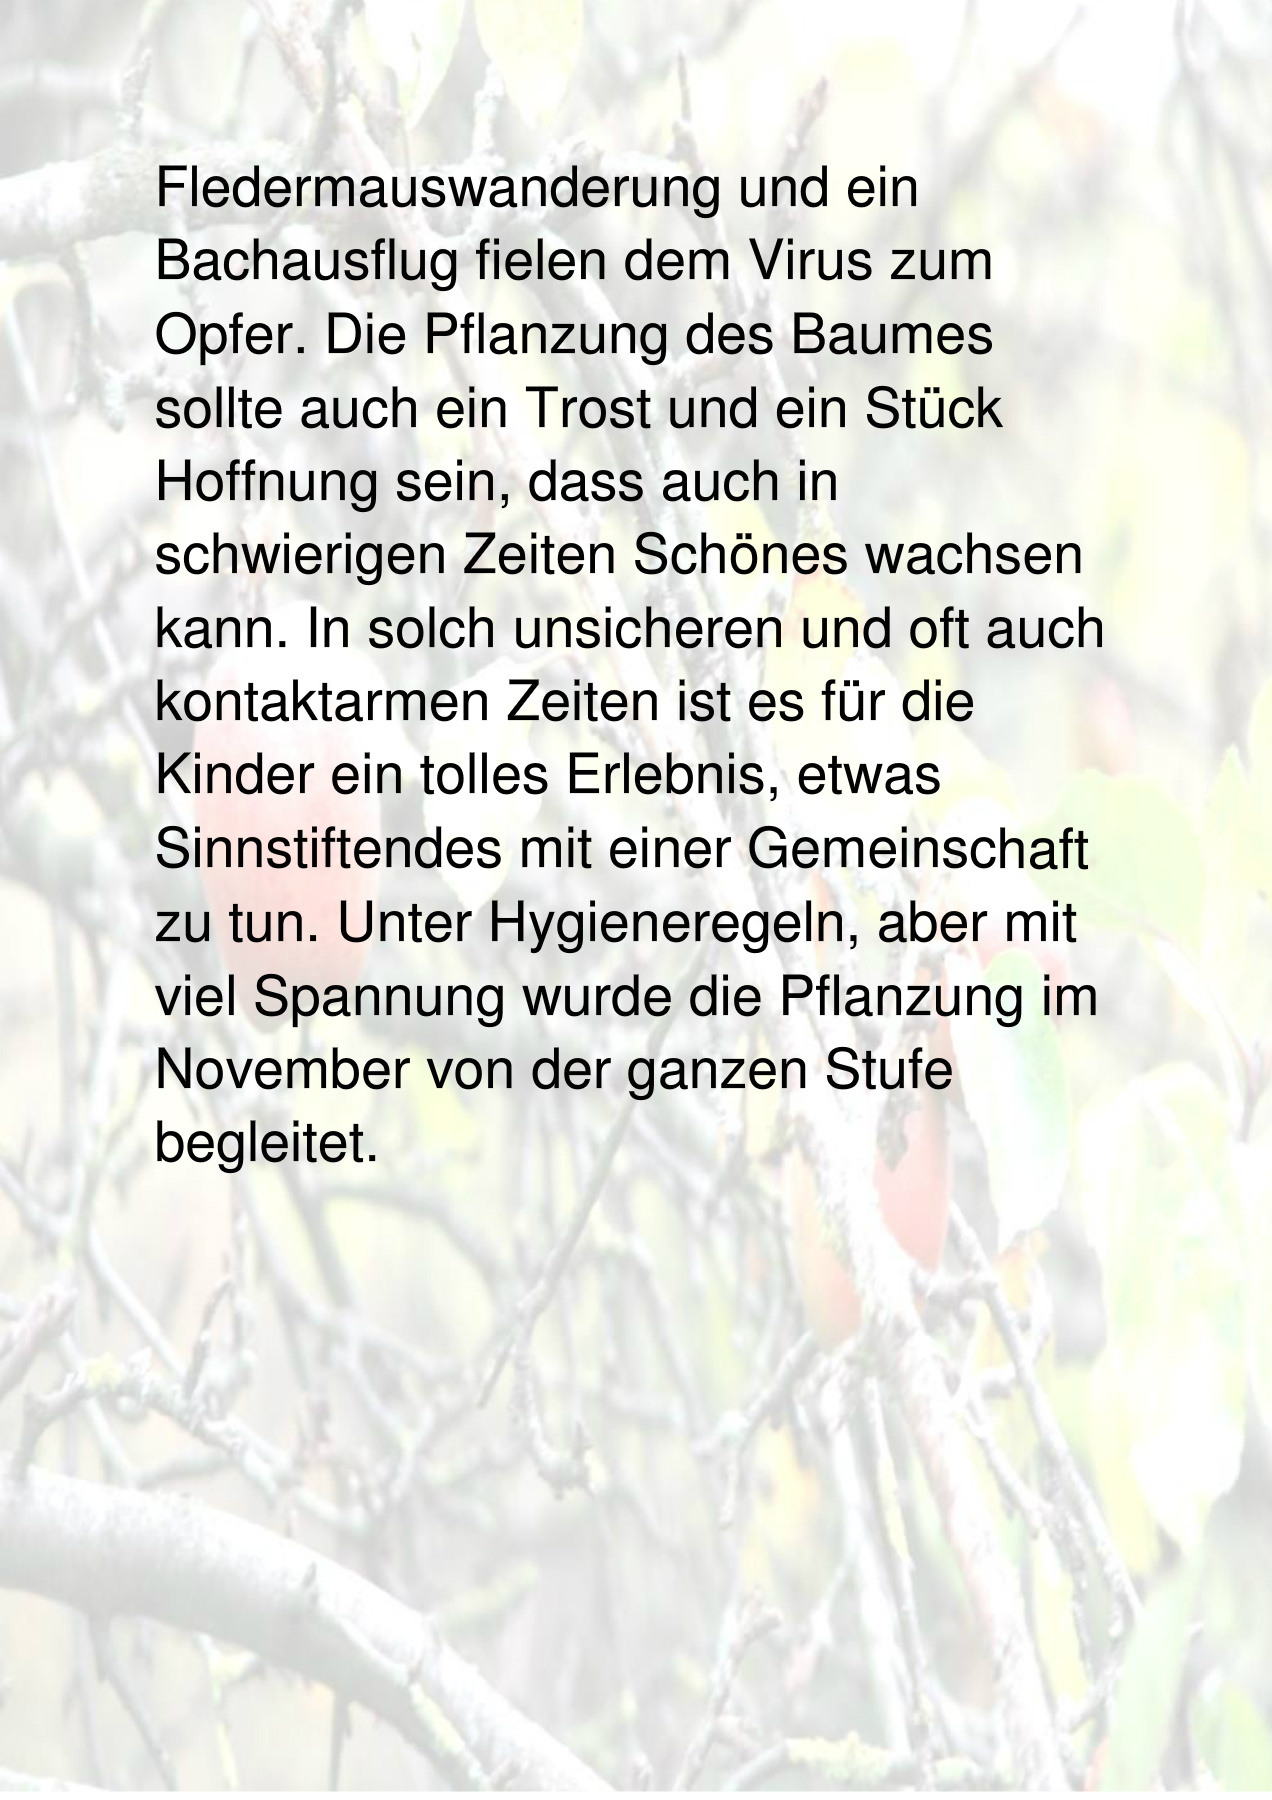 Fledermauswanderung und ein
Bachausflug fielen dem Virus zum
Opfer. Die Pflanzung des Baumes
sollte auch ein Trost und ein Stück
Hoffnung sein, dass auch in
schwierigen Zeiten Schönes wachsen
kann. In solch unsicheren und oft auch
kontaktarmen Zeiten ist es für die
Kinder ein tolles Erlebnis, etwas
Sinnstiftendes mit einer Gemeinschaft
zu tun. Unter Hygieneregeln, aber mit
viel Spannung wurde die Pflanzung im
November von der ganzen Stufe
begleitet.